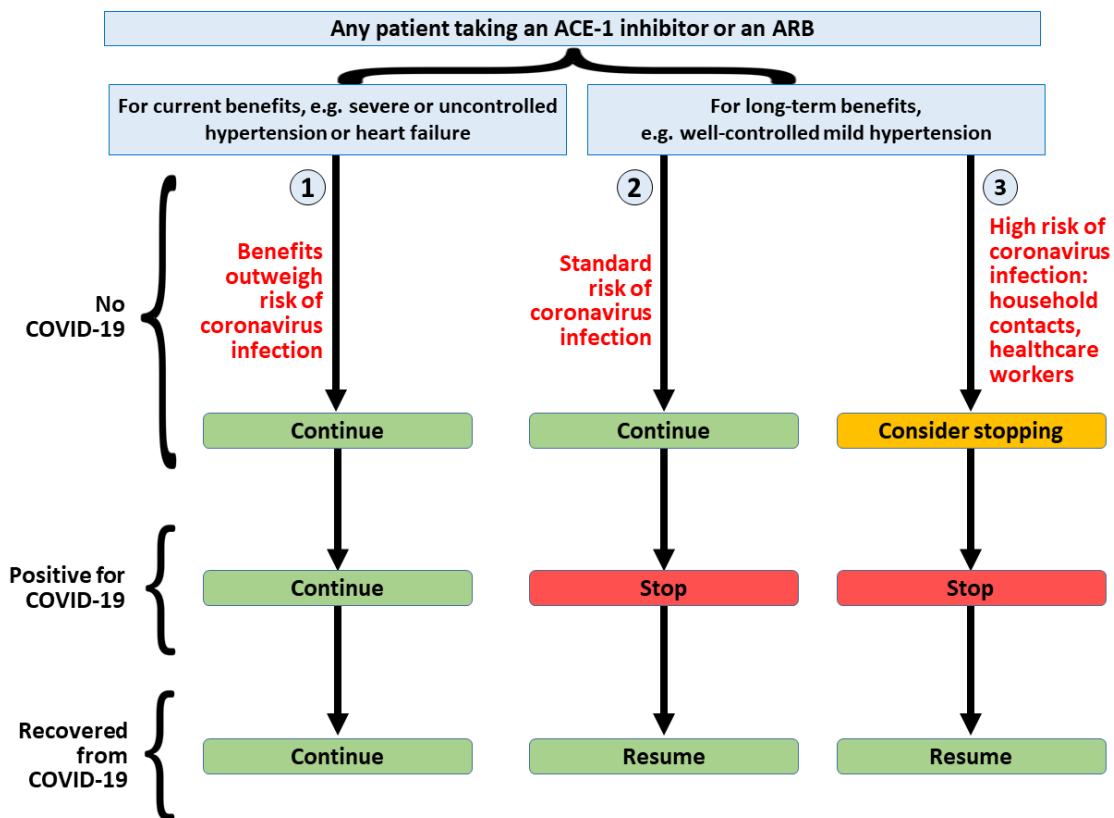 Any patient taking an ACE-1 inhibitor or an ARB
For current benefits, e.g. severe or uncontrolled
hypertension or heart failure
For long-term benefits,
e.g. well-controlled mild hypertension
1
2
3
No
COVID-19
Benefits
outweigh
risk of
coronavirus
infection
Standard
risk of
coronavirus
infection
High risk of
coronavirus
infection:
household
contacts,
healthcare
workers
Continue
Continue
Consider stopping
Positive for
COVID-19
Continue
Stop
Stop
Recovered
from
COVID-19
Continue
Resume
Resume